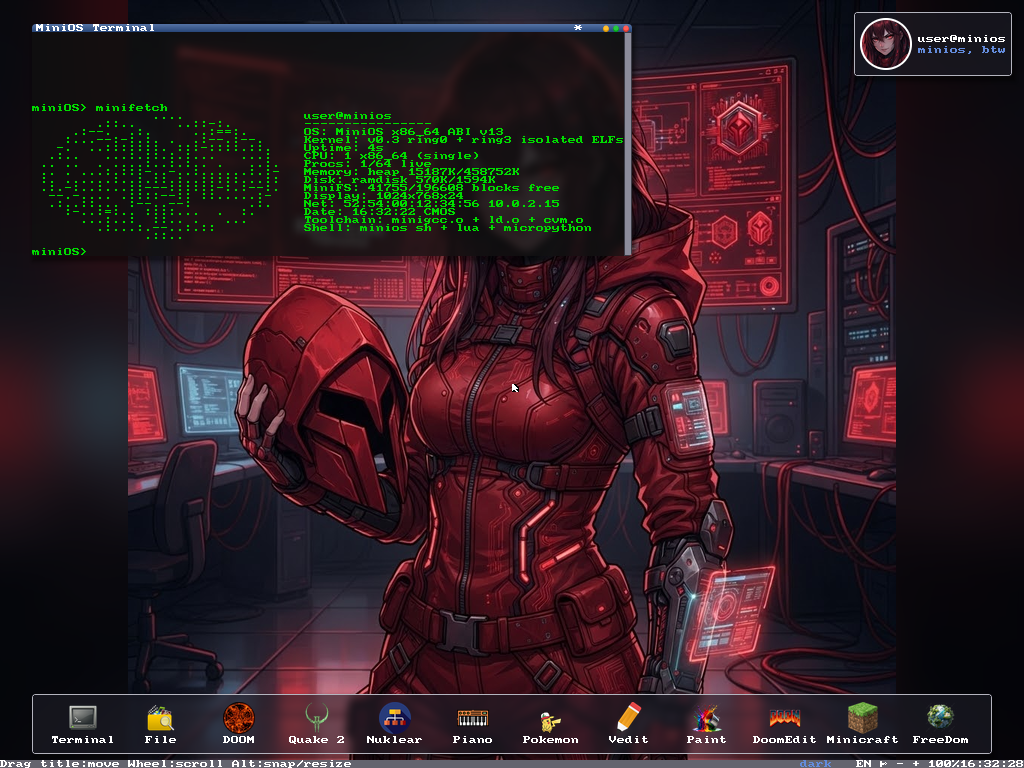 MiniOS Terminal
*
user@minios
minios, btw
miniOS> minifetch
user@minios
OS: MiniOS x86_64 ABI v13
Kernel: v0.3 ring0 + ring3 isolated ELFs
Uptime: 4s
CPU: 1 x86_64 (single)
Procs: 1/64 live
Memory: heap 15187K/458752K
Disk: ramdisk 570K/1594K
MiniFS: 41755/196608 blocks free
Display: 1024x768x24
Net: 52:54:00:12:34:56 10.0.2.15
Date: 16:32:22 CMOS
Toolchain: minigcc.o + ld.o + cvm.o
Shell: minios sh + lua + micropython
miniOS>
Terminal File DOOM Quake 2 Nuklear Piano Pokemon Vedit Paint DoomEdit Minicraft FreeDom
Drag title:move Wheel:scroll Alt:snap/resize dark EN - + 100% 16:32:28